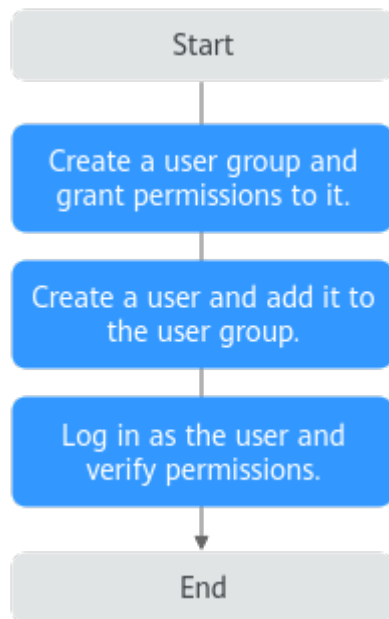 Start
Create a user group and
grant permissions to it.
Create a user and add it to
the user group.
Log in as the user and
verify permissions.
End